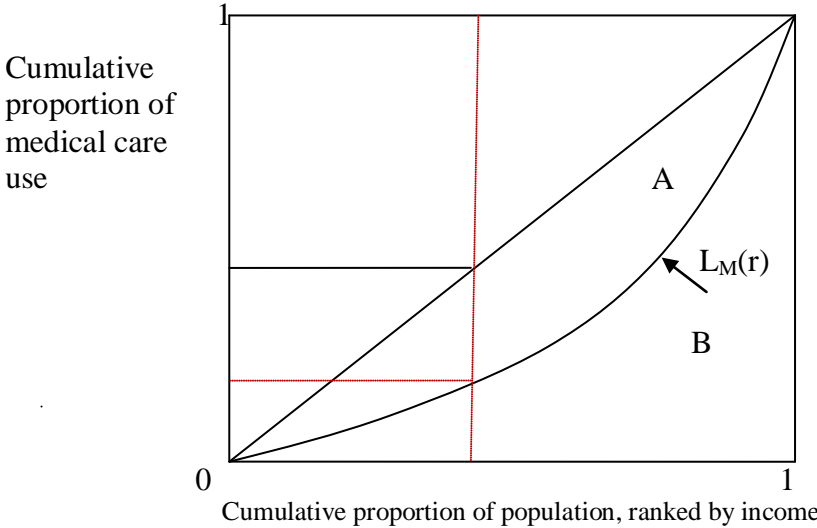 1
Cumulative
proportion of
medical care
use
A
L_M(r)
B
0
1
Cumulative proportion of population, ranked by income